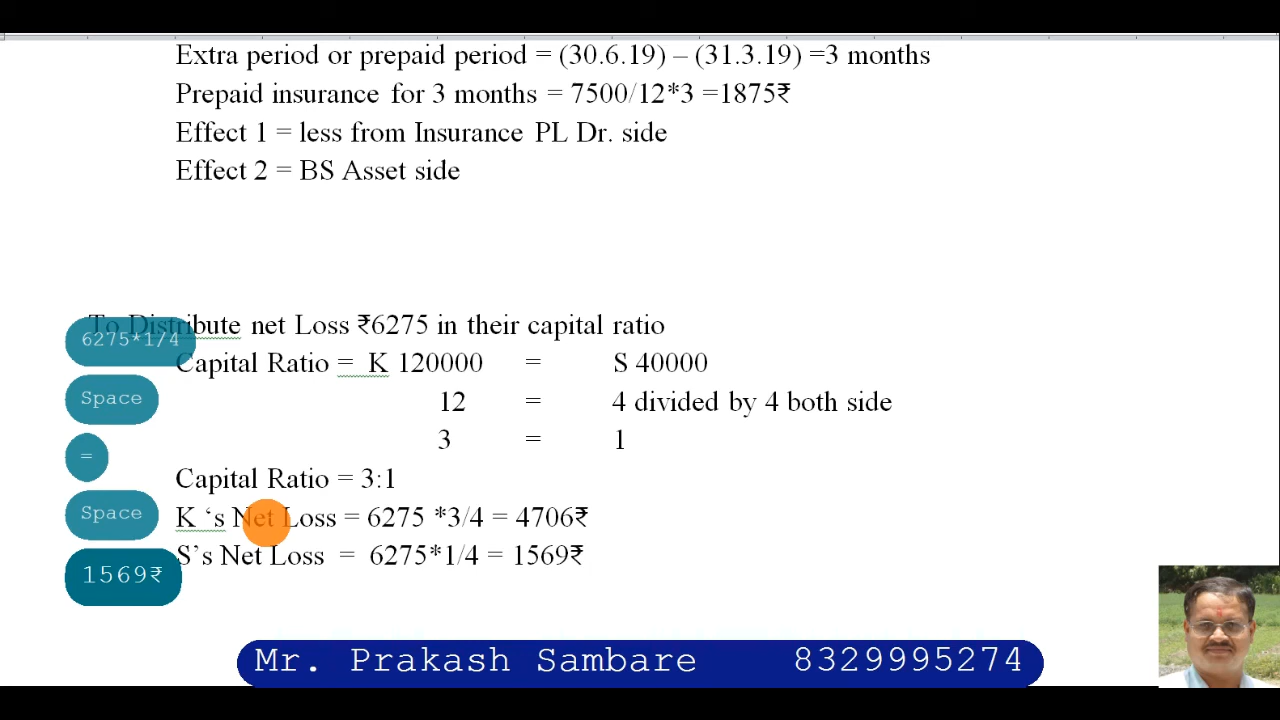 Extra period or prepaid period = (30.6.19) – (31.3.19) =3 months
Prepaid insurance for 3 months = 7500/12*3 =1875₹
Effect 1 = less from Insurance PL Dr. side
Effect 2 = BS Asset side
To Distribute net Loss ₹6275 in their capital ratio
6275*1/4
Capital Ratio = K 120000 = S 40000
Space
12 = 4 divided by 4 both side
3 = 1
=
Capital Ratio = 3:1
Space
K ‘s Net Loss = 6275 *3/4 = 4706₹
S’s Net Loss = 6275*1/4 = 1569₹
1569₹
Mr. Prakash Sambare 8329995274